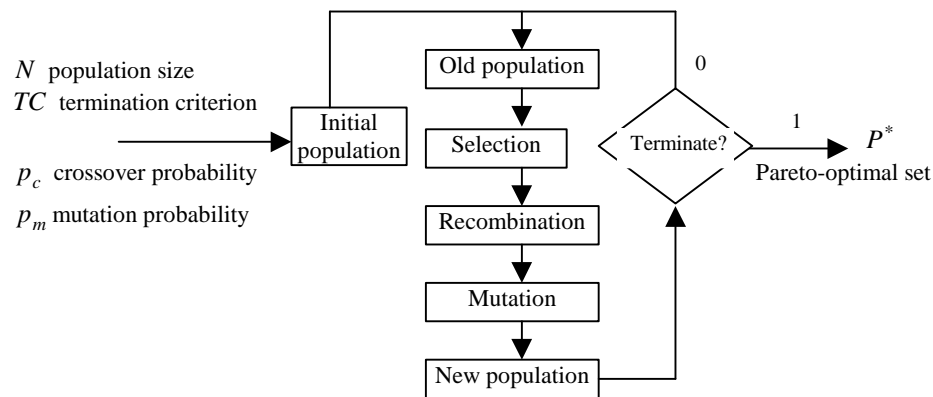 N population size
TC termination criterion
p_c crossover probability
p_m mutation probability
Initial
population
Old population
Selection
Recombination
Mutation
New population
Terminate?
0
1
P*
Pareto-optimal set